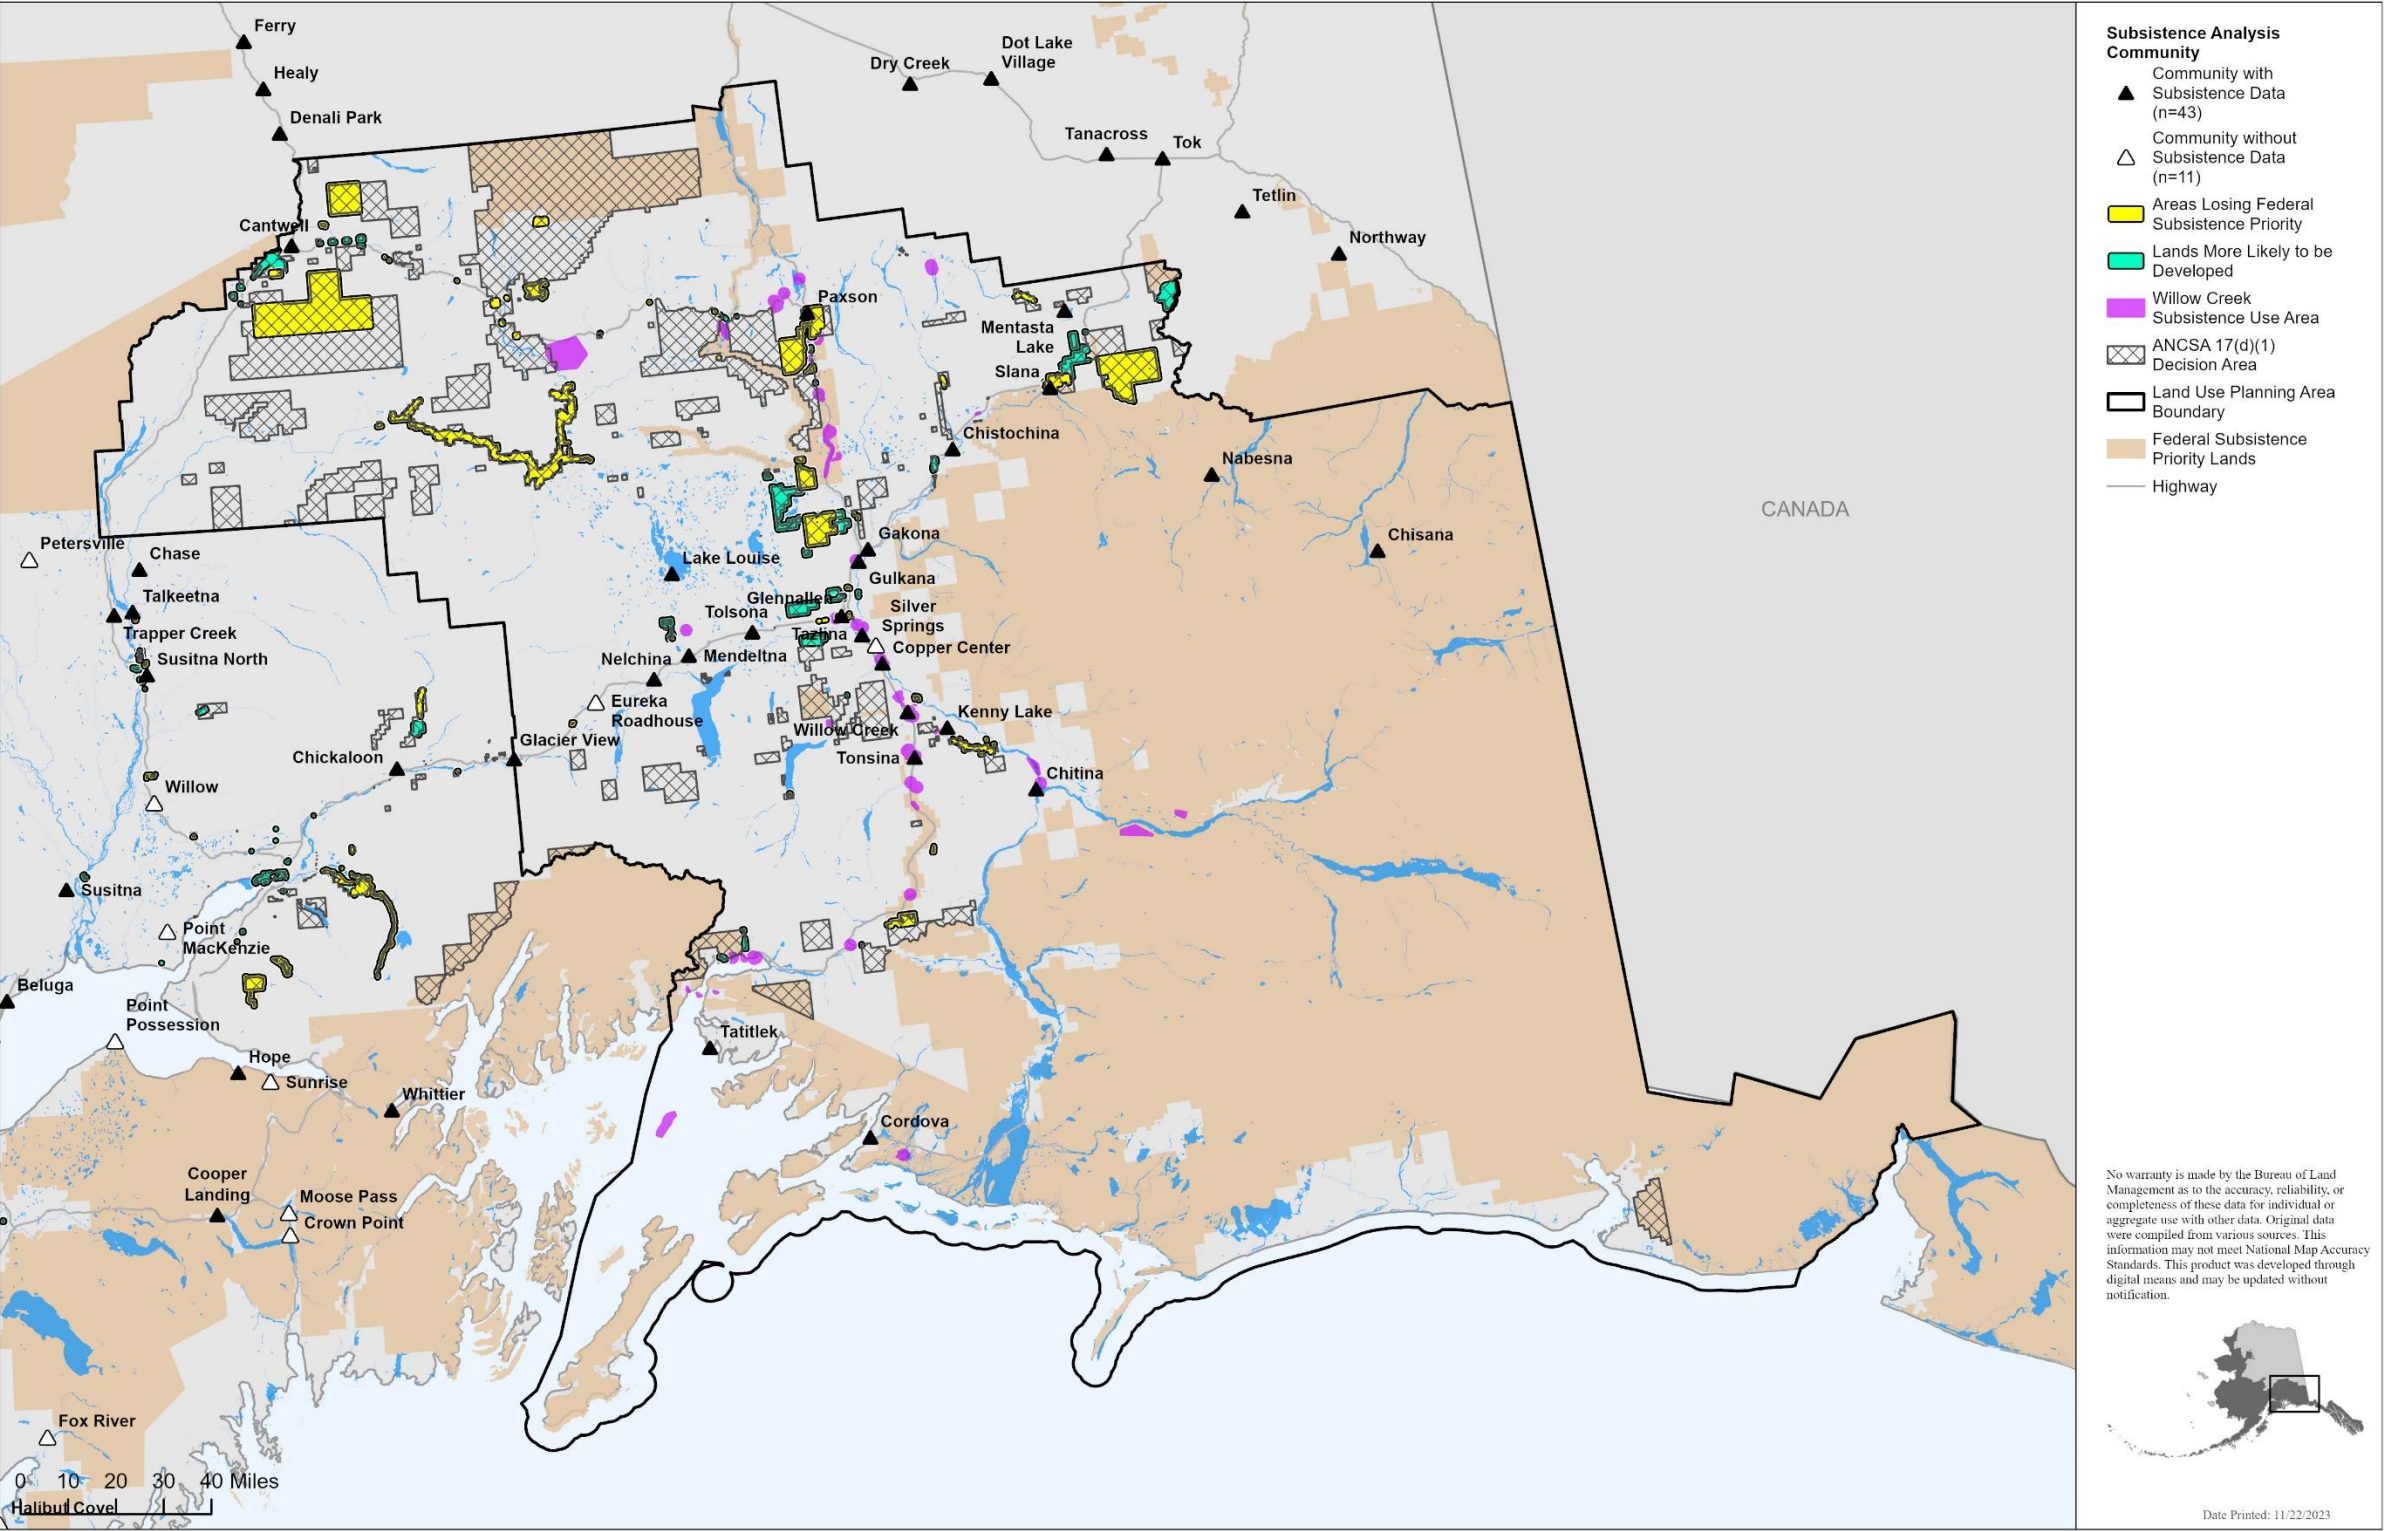 Ferry
Healy
Denali Park
Dry Creek
Dot Lake
Village
Tanacross
Tok
Tetlin
Northway
Cantwell
Paxson
Mentasta
Lake
Slana
Chistochina
Nabesna
CANADA
Chisana
Petersville
Chase
Talkeetna
Trapper Creek
Susitna North
Lake Louise
Gakona
Gulkana
Glennallen
Tolsona
Silver
Springs
Tazlina
Copper Center
Nelchina
Mendeltna
Eureka
Roadhouse
Kenny Lake
Willow Creek
Glacier View
Chickaloon
Tonsina
Chitina
Willow
Susitna
Point
MacKenzie
Beluga
Point
Possession
Hope
Sunrise
Whittier
Tatitlek
Cordova
Cooper
Landing
Moose Pass
Crown Point
Fox River
0 10 20 30 40 Miles
Halibut Cove
Subsistence Analysis
Community
Community with
Subsistence Data
(n=43)
Community without
Subsistence Data
(n=11)
Areas Losing Federal
Subsistence Priority
Lands More Likely to be
Developed
Willow Creek
Subsistence Use Area
ANCSA 17(d)(1)
Decision Area
Land Use Planning Area
Boundary
Federal Subsistence
Priority Lands
Highway
No warranty is made by the Bureau of Land
Management as to the accuracy, reliability, or
completeness of these data for individual or
aggregate use with other data. Original data
were compiled from various sources. This
information may not meet National Map Accuracy
Standards. This product was developed through
digital means and may be updated without
notification.
Date Printed: 11/22/2023